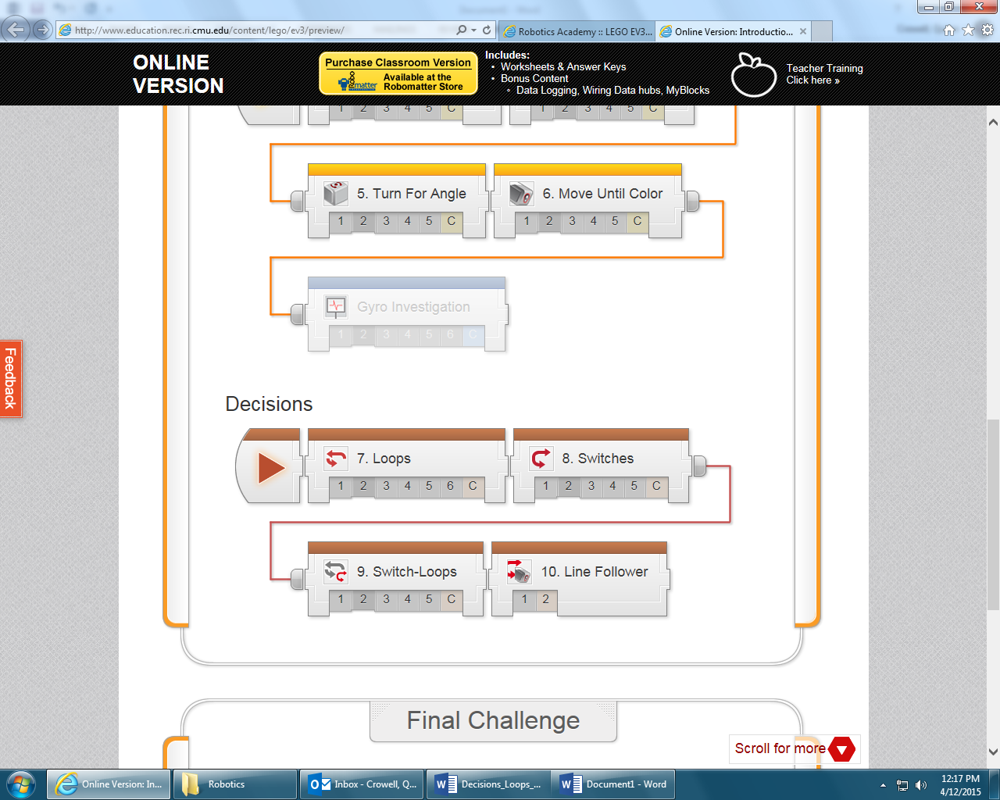 http://www.education.rec.ri.cmu.edu/content/lego/ev3/preview/
Robotics Academy :: LEGO EV3...
Online Version: Introductio...
ONLINE
VERSION
Purchase Classroom Version
Available at the
Robomatter Store
Includes:
• Worksheets & Answer Keys
• Bonus Content
◦ Data Logging, Wiring Data hubs, MyBlocks
Teacher Training
Click here »
1 2 3 4 5 C
1 2 3 4 5 C
5. Turn For Angle
1 2 3 4 5 C
6. Move Until Color
1 2 3 4 5 C
Gyro Investigation
1 2 3 4 5 6 C
Feedback
Decisions
7. Loops
1 2 3 4 5 6 C
8. Switches
1 2 3 4 5 C
9. Switch-Loops
1 2 3 4 5 C
10. Line Follower
1 2
Final Challenge
Scroll for more
Online Version: In...
Robotics
Inbox - Crowell, Q...
Decisions_Loops_...
Document1 - Word
12:17 PM
4/12/2015